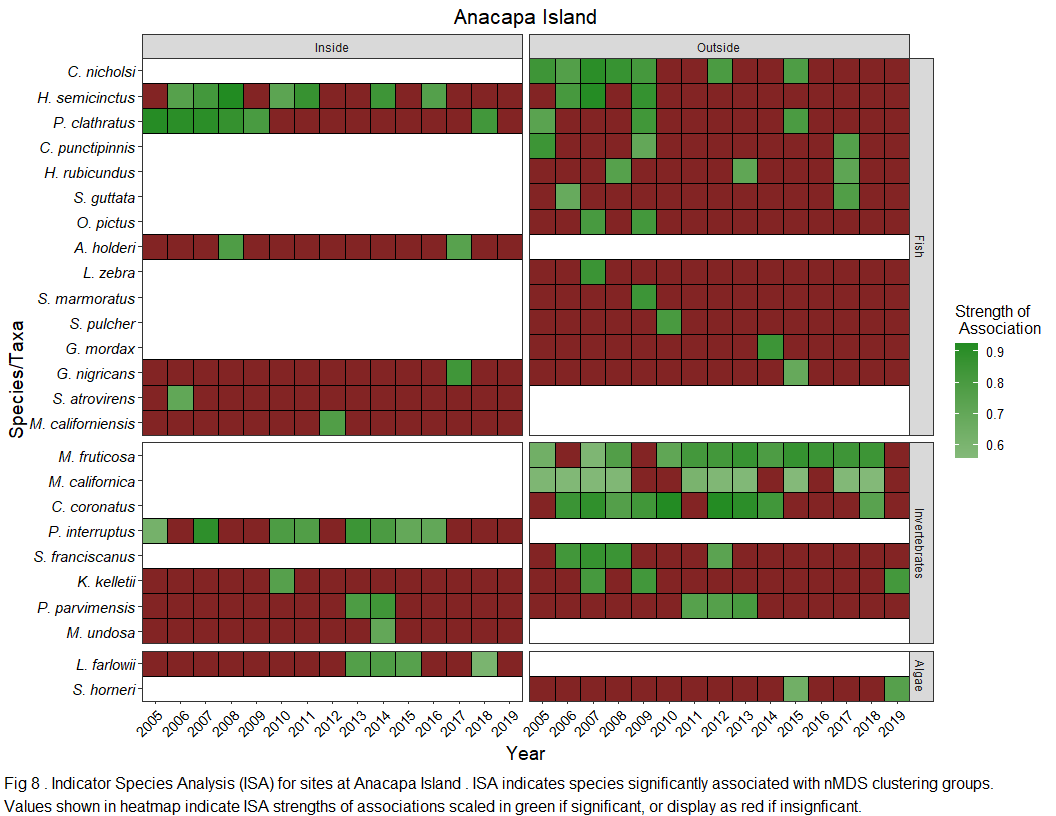 Anacapa Island
Inside
Outside
Species/Taxa
C. nicholsi
H. semicinctus
P. clathratus
C. punctipinnis
H. rubicundus
S. guttata
O. pictus
A. holderi
L. zebra
S. marmoratus
S. pulcher
G. mordax
G. nigricans
S. atrovirens
M. californiensis
Fish
M. fruticosa
M. californica
C. coronatus
P. interruptus
S. franciscanus
K. kelletii
P. parvimensis
M. undosa
Invertebrates
L. farlowii
S. horneri
Algae
2005 2006 2007 2008 2009 2010 2011 2012 2013 2014 2015 2016 2017 2018 2019
2005 2006 2007 2008 2009 2010 2011 2012 2013 2014 2015 2016 2017 2018 2019
Year
Strength of
Association
0.9
0.8
0.7
0.6
Fig 8 . Indicator Species Analysis (ISA) for sites at Anacapa Island . ISA indicates species significantly associated with nMDS clustering groups.
Values shown in heatmap indicate ISA strengths of associations scaled in green if significant, or display as red if insignficant.